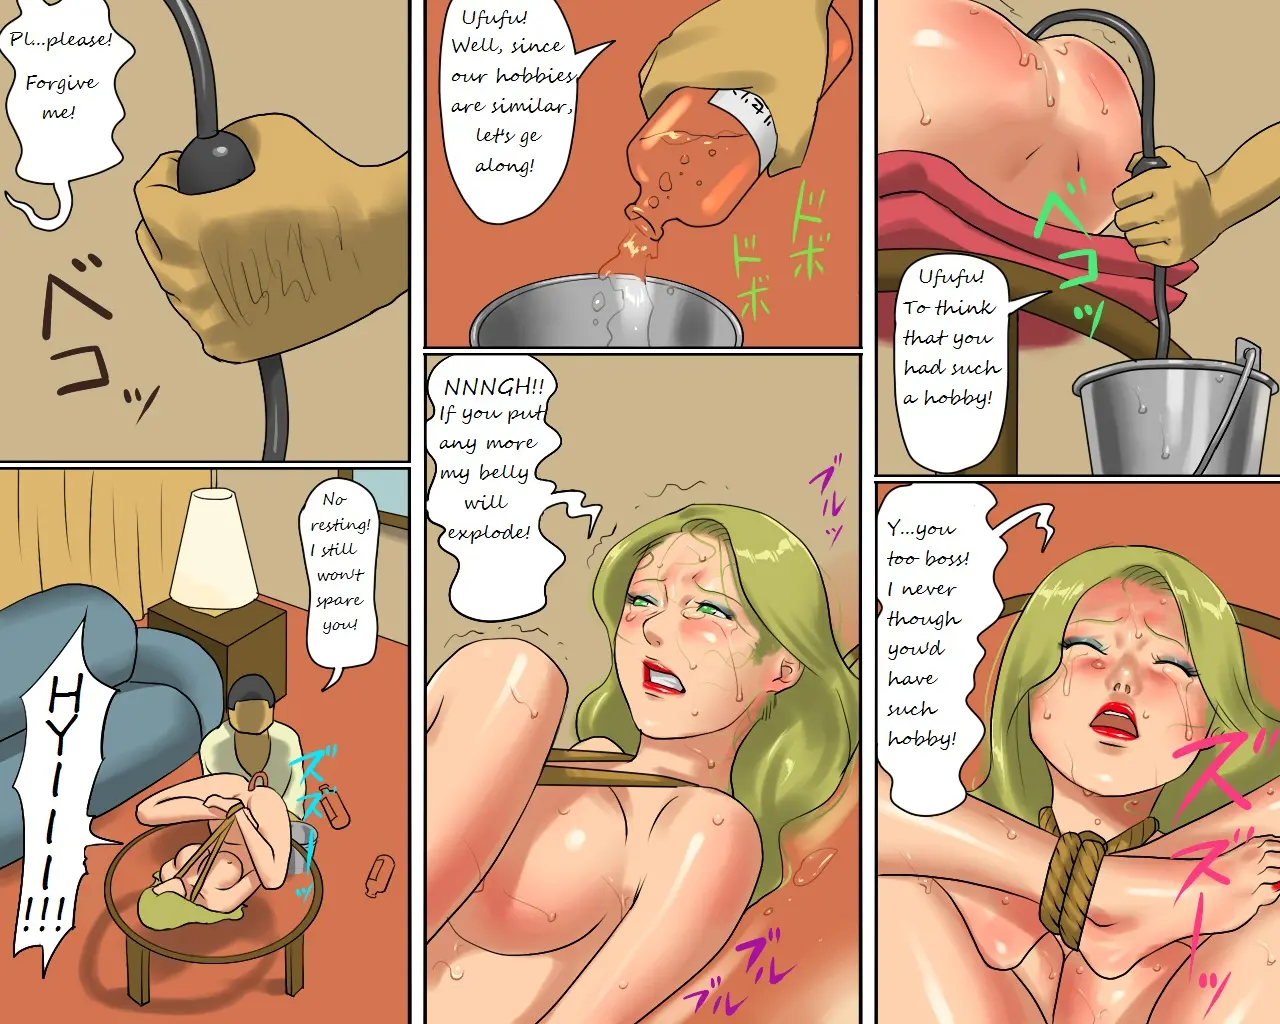 Ufufu!
To think
that you
had such
a hobby!
ベコッ
Y...you
too boss!
I never
though
you'd
have
such
hobby!
ズズーッ
Ufufu!
Well, since
our hobbies
are similar,
let's ge
along!
ドボ
ドボ
NNNGH!!
If you put
any more
my belly
will
explode!
ブルッ
ブル
ブル
Pl...please!
Forgive
me!
ベコッ
No
resting!
I still
won't
spare
you!
HYIIII!!!
ズズーッ